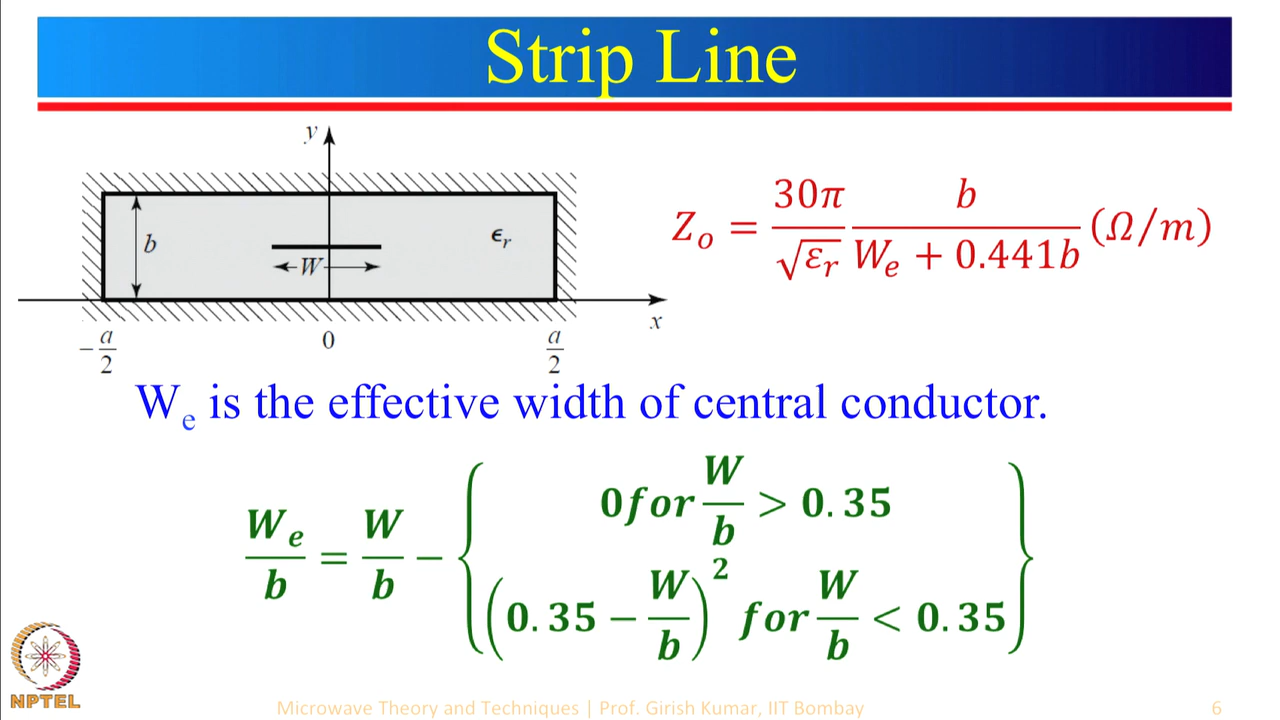 Strip Line
y
b
ϵr
W
x
-a/2
0
a/2
Zo = 30π/√εr b/(We + 0.441b) (Ω/m)
We is the effective width of central conductor.
We/b = W/b − { 0 for W/b > 0.35
(0.35 − W/b)² for W/b < 0.35 }
NPTEL
Microwave Theory and Techniques | Prof. Girish Kumar, IIT Bombay
6